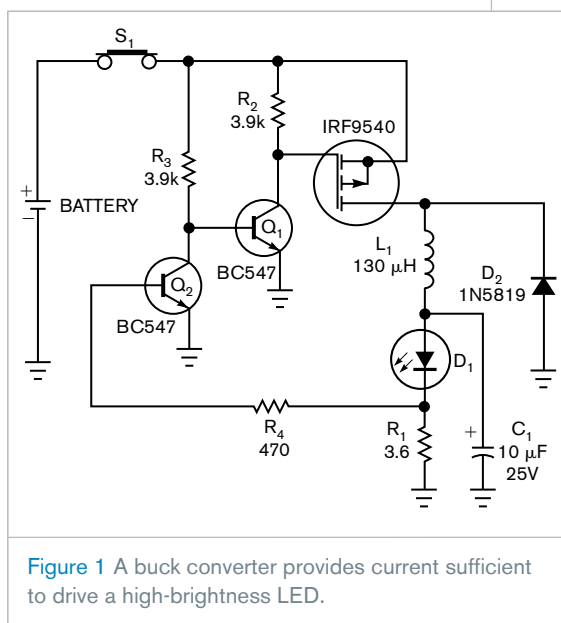 S₁
R₂
3.9k
IRF9540
R₃
3.9k
+
BATTERY
−
Q₁
BC547
L₁
130 μH
D₂
1N5819
Q₂
BC547
D₁
R₄
470
R₁
3.6
+
C₁
10 μF
25V
Figure 1 A buck converter provides current sufficient
to drive a high-brightness LED.